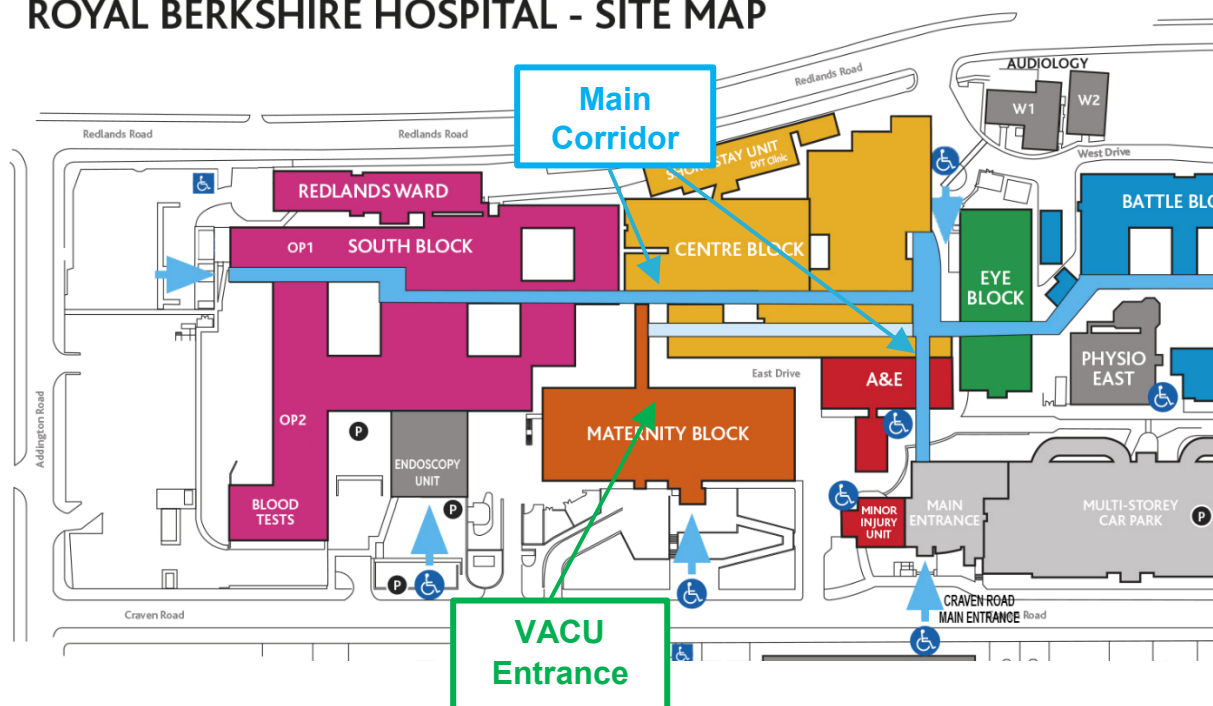 ROYAL BERKSHIRE HOSPITAL - SITE MAP
Redlands Road
AUDIOLOGY
Main
Corridor
W1
W2
Redlands Road
Redlands Road
West Drive
STAY UNIT
DVT Clinic
REDLANDS WARD
BATTLE BLO
OP1
SOUTH BLOCK
CENTRE BLOCK
EYE
BLOCK
PHYSIO
EAST
East Drive
A&E
Addington Road
OP2
P
MATERNITY BLOCK
ENDOSCOPY
UNIT
BLOOD
TESTS
P
MINOR
INJURY
UNIT
MAIN
ENTRANCE
MULTI-STOREY
CAR PARK
P
P
CRAVEN ROAD
MAIN ENTRANCE
Road
Craven Road
VACU
Entrance